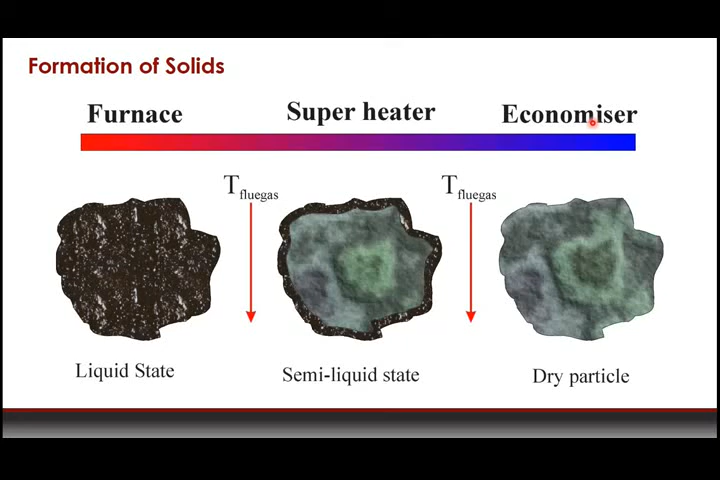 Formation of Solids
Furnace
Super heater
Economiser
Tfluegas
Tfluegas
Liquid State
Semi-liquid state
Dry particle